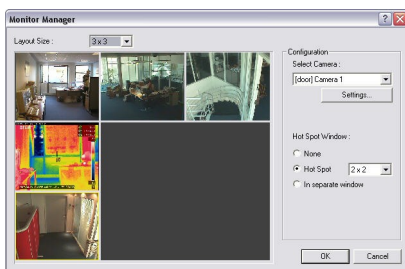 Monitor Manager
Layout Size :
3 x 3
Configuration
Select Camera :
[door] Camera 1
Settings...
Hot Spot Window :
None
Hot Spot
2 x 2
In separate window
OK
Cancel